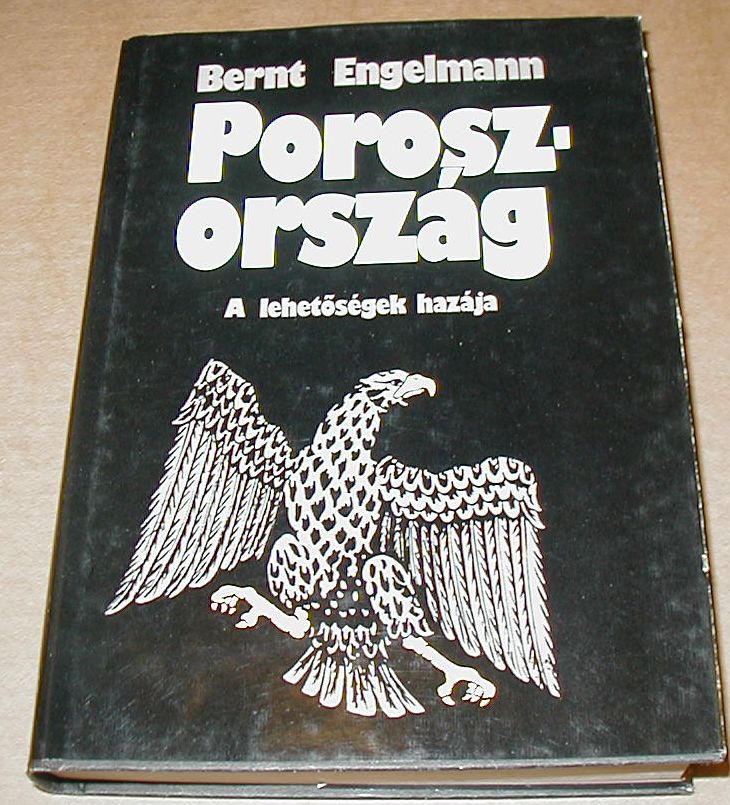 Bernt Engelmann
Porosz-
ország
A lehetőségek hazája